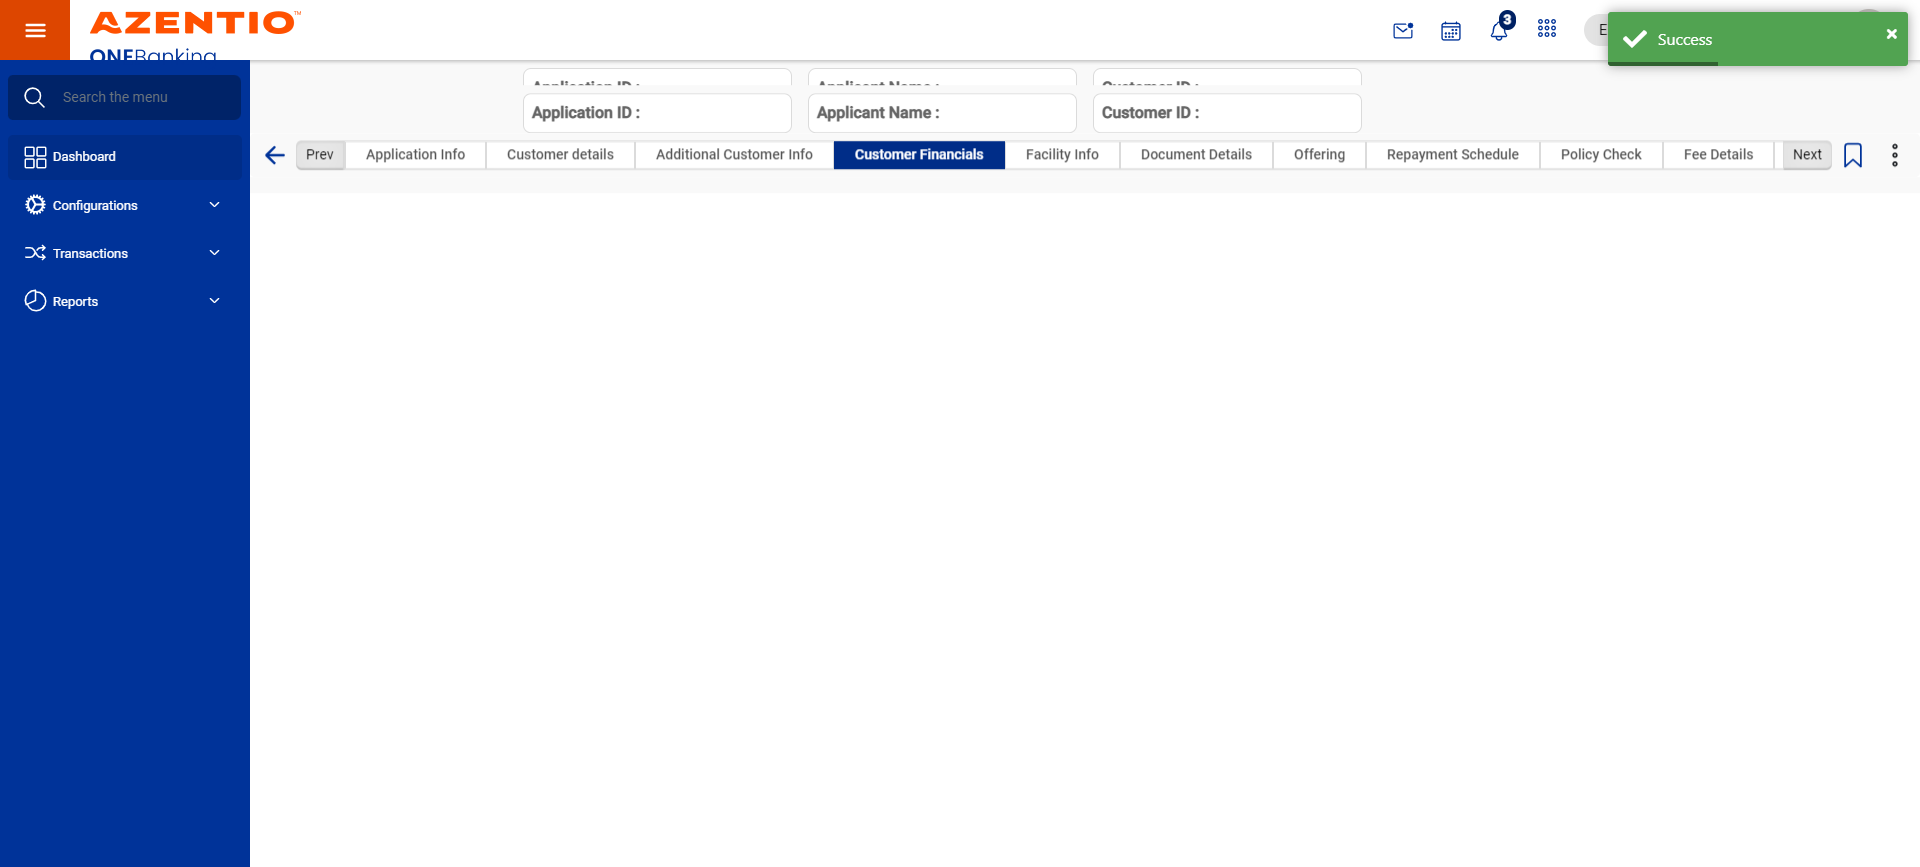 AZENTIO™
ONEBanking
3
E
Success
Search the menu
Dashboard
Configurations
Transactions
Reports
Application ID :
Applicant Name :
Customer ID :
Application ID :
Applicant Name :
Customer ID :
Prev
Application Info
Customer details
Additional Customer Info
Customer Financials
Facility Info
Document Details
Offering
Repayment Schedule
Policy Check
Fee Details
Next